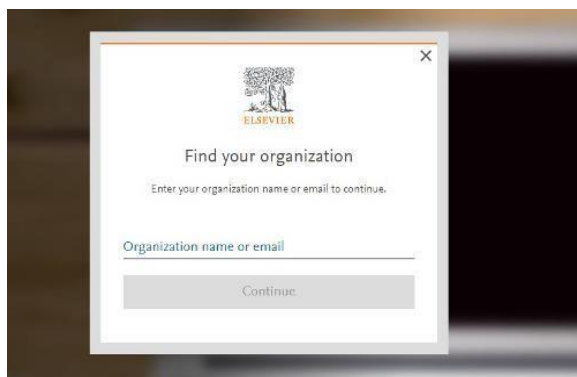 ELSEVIER
Find your organization
Enter your organization name or email to continue.
Organization name or email
Continue